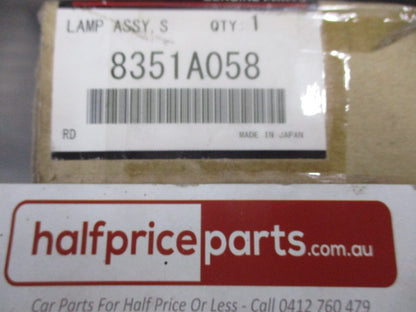 LAMP ASSY, S QTY: 1
8351A058
RD MADE IN JAPAN
halfpriceparts.com.au
Car Parts For Half Price Or Less - Call 0412 760 479